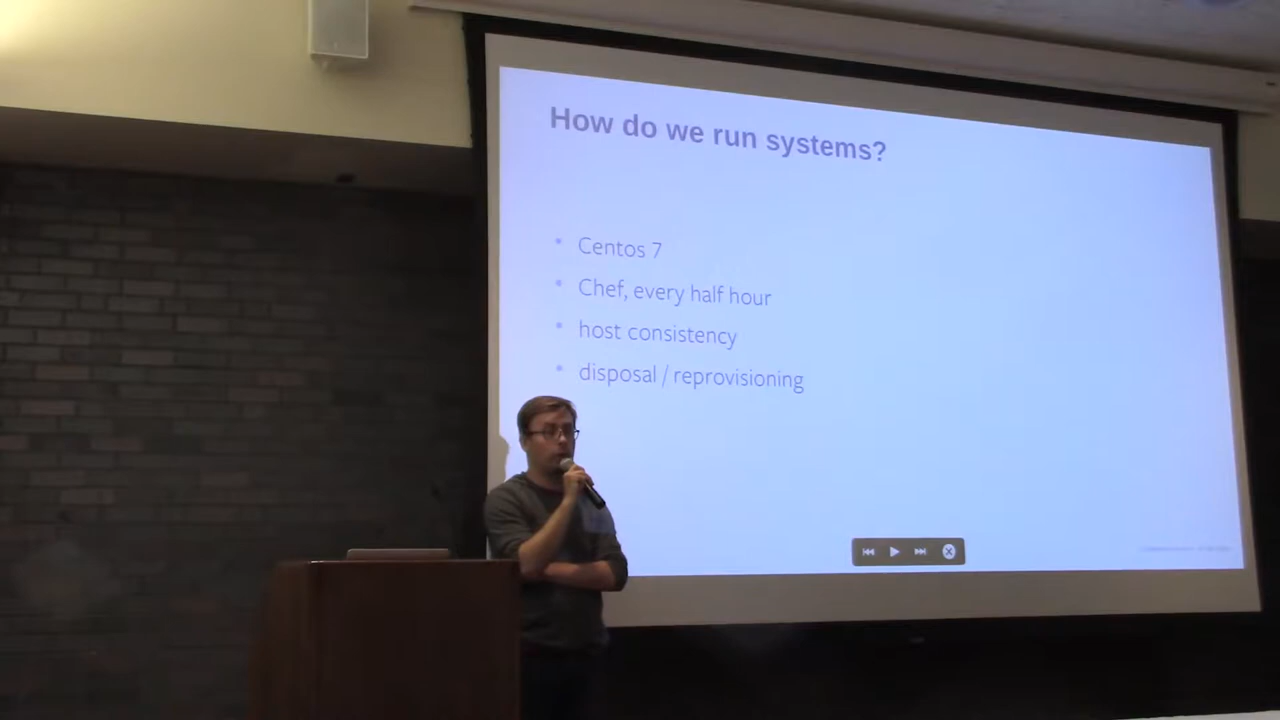 How do we run systems?
Centos 7
Chef, every half hour
host consistency
disposal / reprovisioning